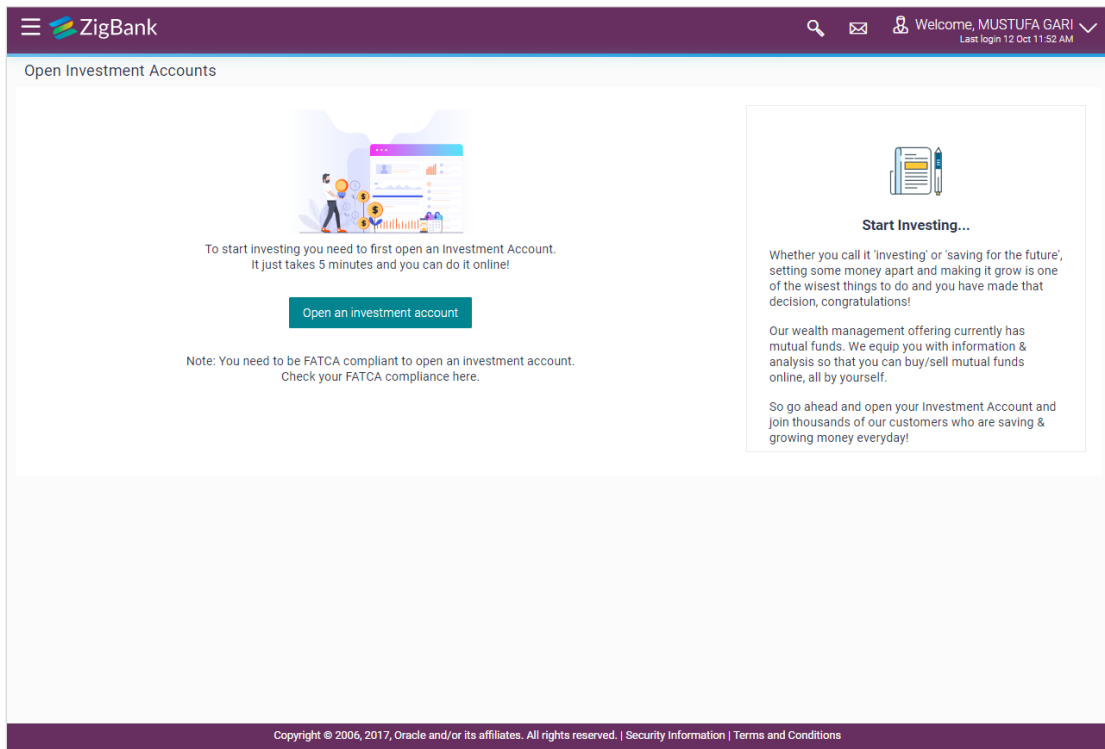 ZigBank
Welcome, MUSTUFA GARI
Last login 12 Oct 11:52 AM
Open Investment Accounts
To start investing you need to first open an Investment Account.
It just takes 5 minutes and you can do it online!
Open an investment account
Note: You need to be FATCA compliant to open an investment account.
Check your FATCA compliance here.
Start Investing...
Whether you call it 'investing' or 'saving for the future',
setting some money apart and making it grow is one
of the wisest things to do and you have made that
decision, congratulations!
Our wealth management offering currently has
mutual funds. We equip you with information &
analysis so that you can buy/sell mutual funds
online, all by yourself.
So go ahead and open your Investment Account and
join thousands of our customers who are saving &
growing money everyday!
Copyright © 2006, 2017, Oracle and/or its affiliates. All rights reserved. | Security Information | Terms and Conditions